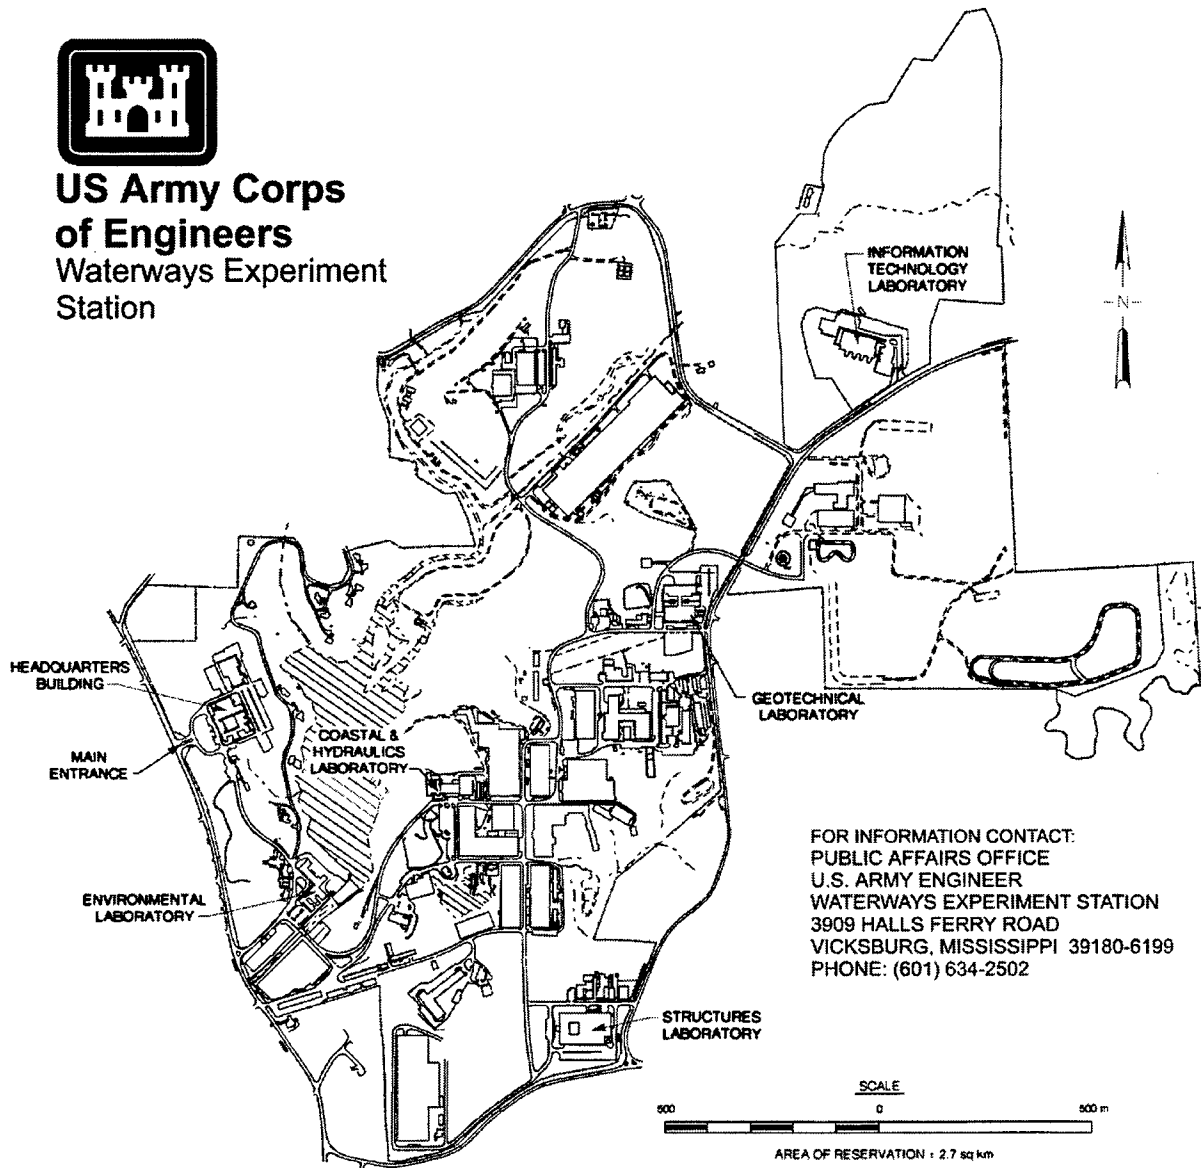 US Army Corps
of Engineers
Waterways Experiment
Station
INFORMATION
TECHNOLOGY
LABORATORY
N
HEADQUARTERS
BUILDING
MAIN
ENTRANCE
COASTAL &
HYDRAULICS
LABORATORY
GEOTECHNICAL
LABORATORY
ENVIRONMENTAL
LABORATORY
STRUCTURES
LABORATORY
FOR INFORMATION CONTACT:
PUBLIC AFFAIRS OFFICE
U.S. ARMY ENGINEER
WATERWAYS EXPERIMENT STATION
3909 HALLS FERRY ROAD
VICKSBURG, MISSISSIPPI 39180-6199
PHONE: (601) 634-2502
SCALE
500 0 500 m
AREA OF RESERVATION : 2.7 sq km